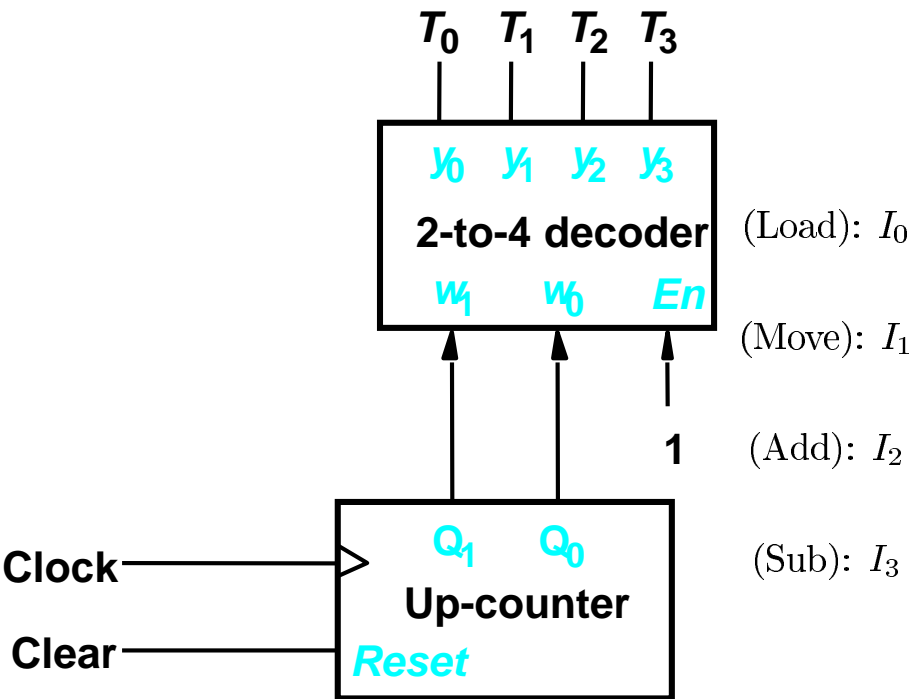 T0 T1 T2 T3
y0 y1 y2 y3
2-to-4 decoder
w1 w0 En
(Load): I0
(Move): I1
1
(Add): I2
Q1 Q0
(Sub): I3
Clock
Up-counter
Clear
Reset